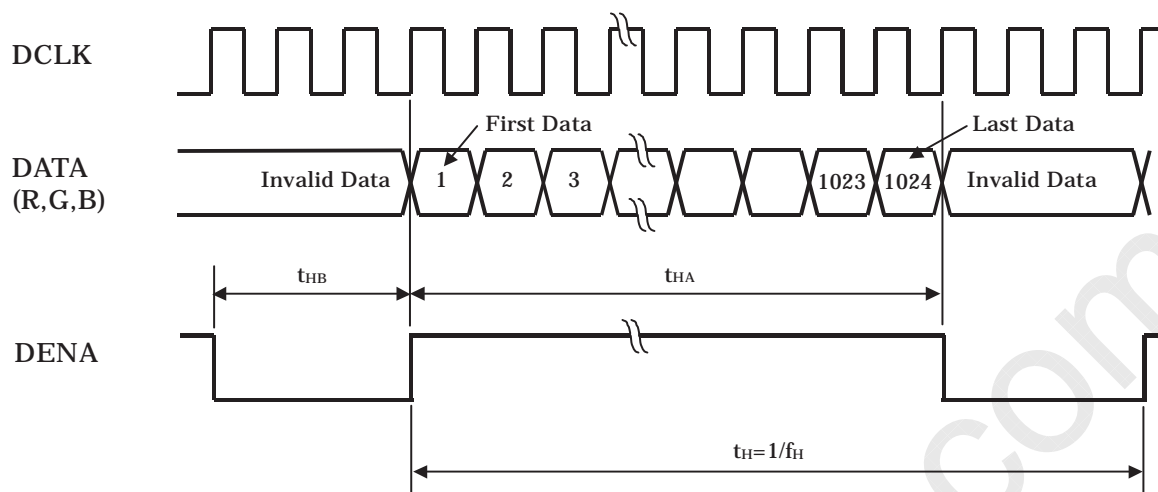 DCLK
First Data
Last Data
DATA
(R,G,B)
Invalid Data 1 2 3 1023 1024 Invalid Data
tHB
tHA
DENA
tH=1/fH
com